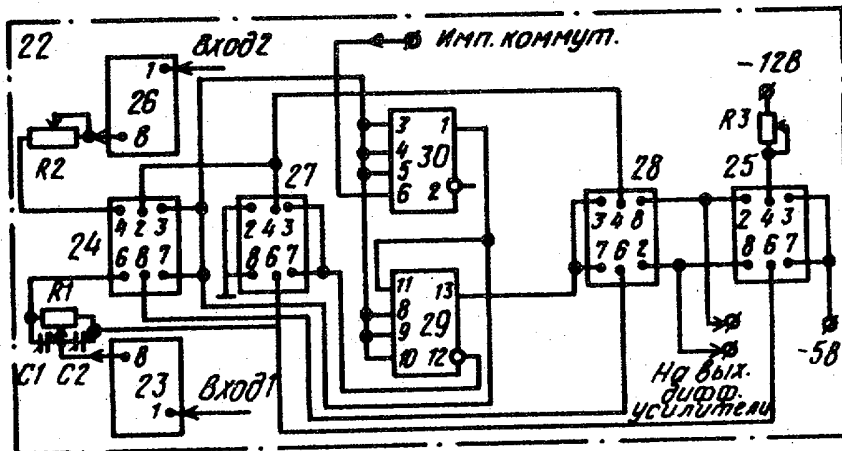 22
Вход2
Имп. коммут.
-12В
1
26
8
R2
R3
3 1
4 30
5
6 2
27
28
25
24
4 2 3
6 8 7
2 4 3
8 6 7
3 4 8
7 6 2
2 4 3
8 6 7
R1
C1 C2
11
8 13
9 29
10 12
8
23
1
Вход1
-5В
На вых.
дифф.
усилители